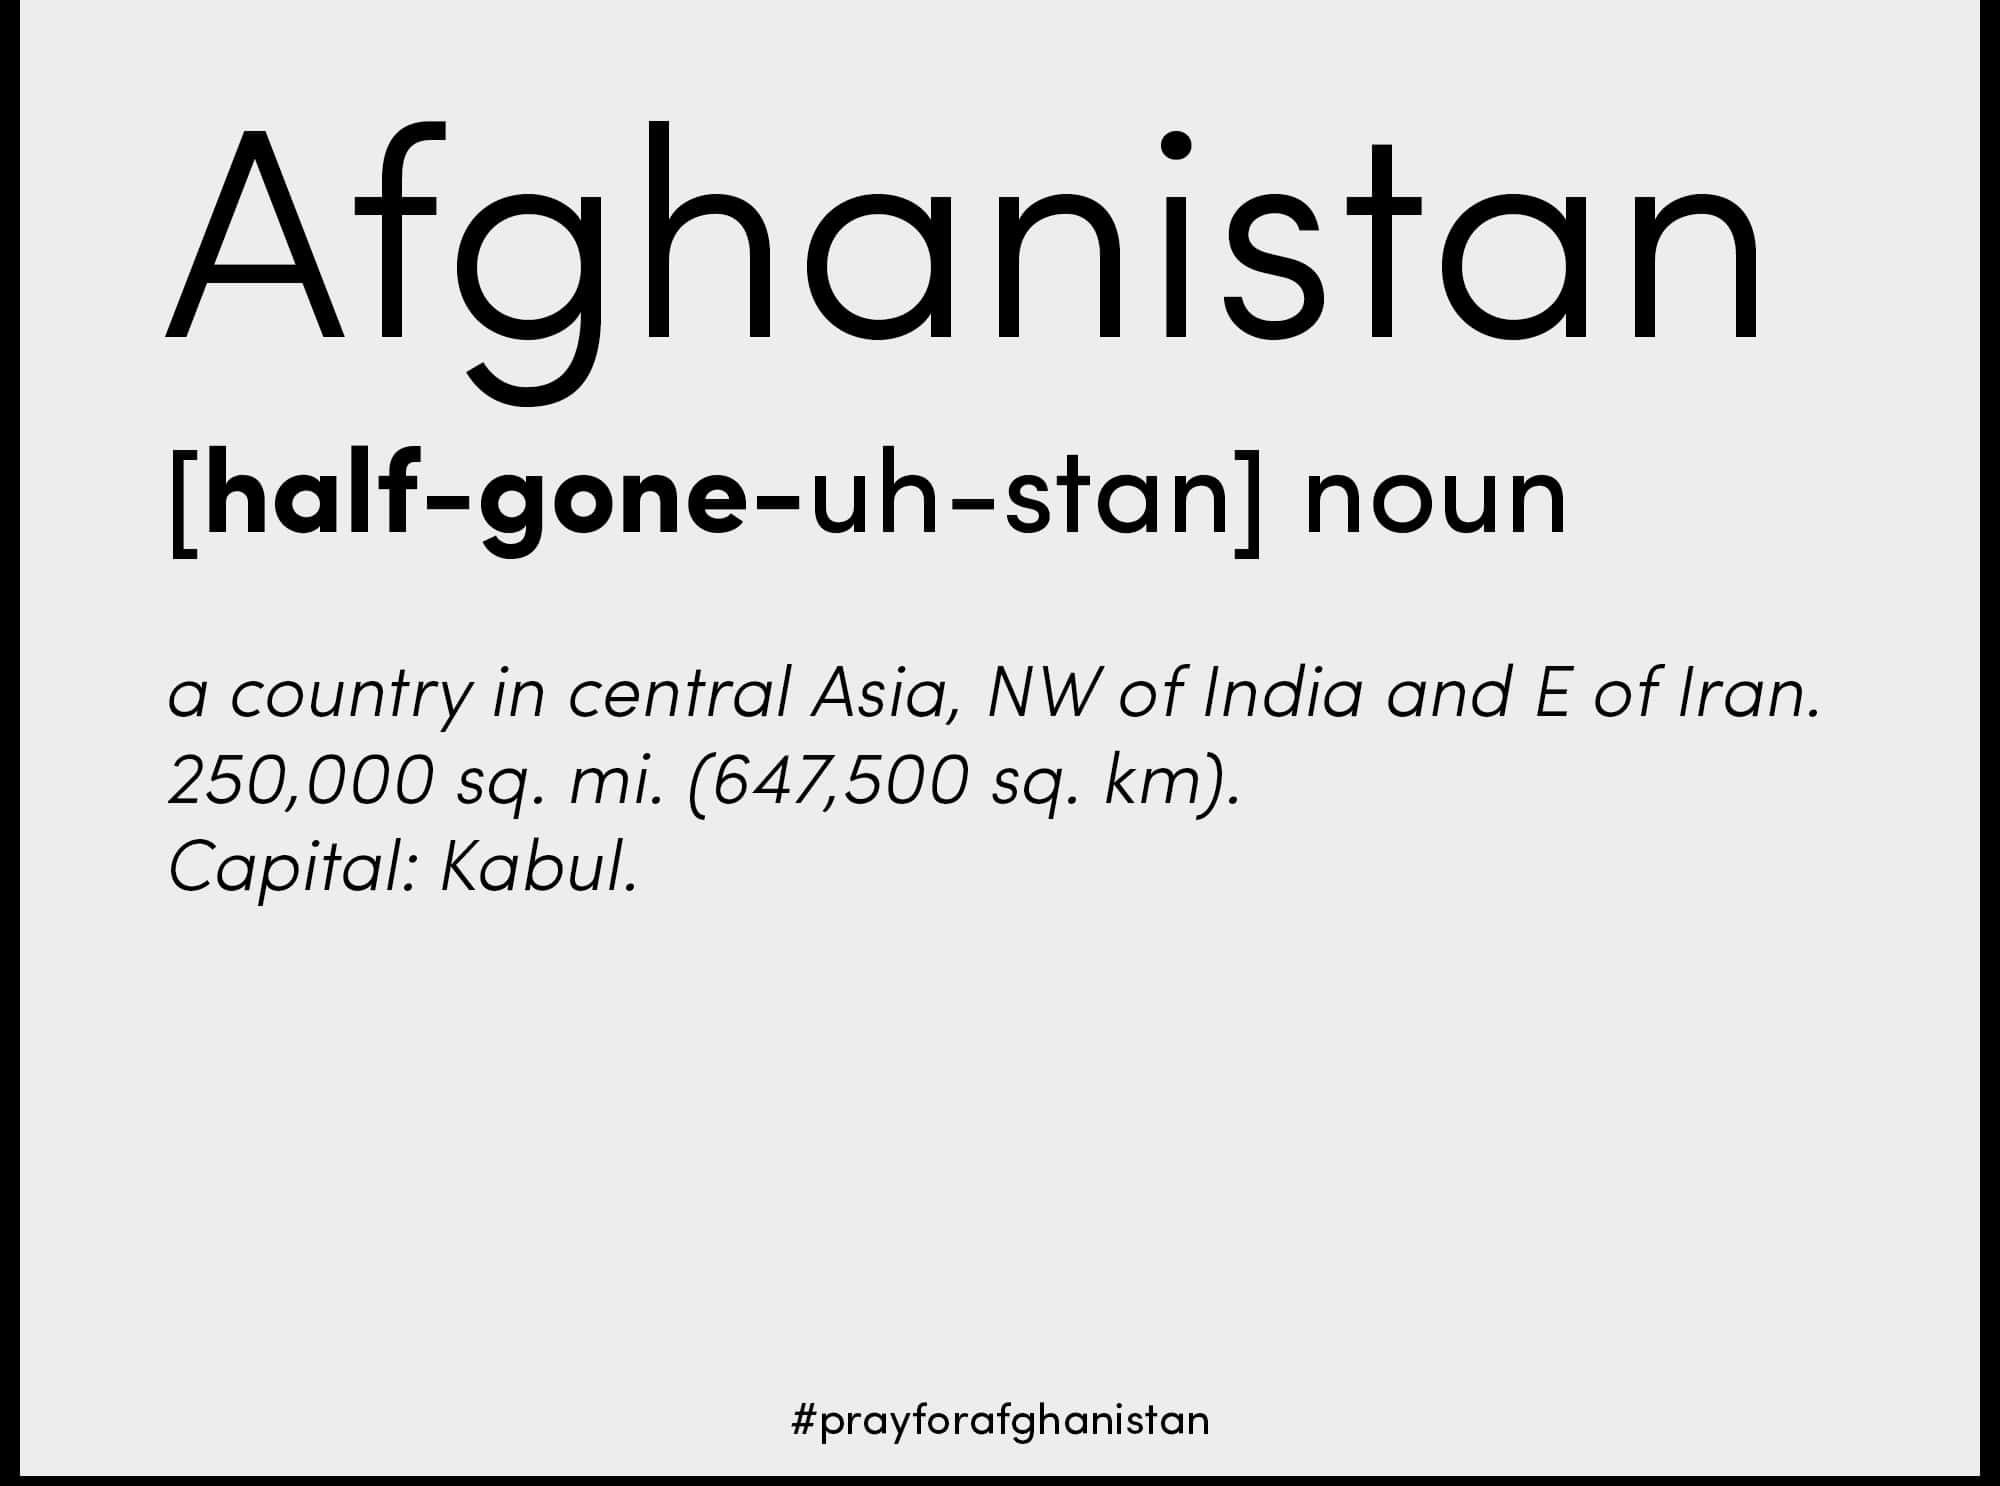 Afghanistan
[half-gone-uh-stan] noun
a country in central Asia, NW of India and E of Iran.
250,000 sq. mi. (647,500 sq. km).
Capital: Kabul.
#prayforafghanistan